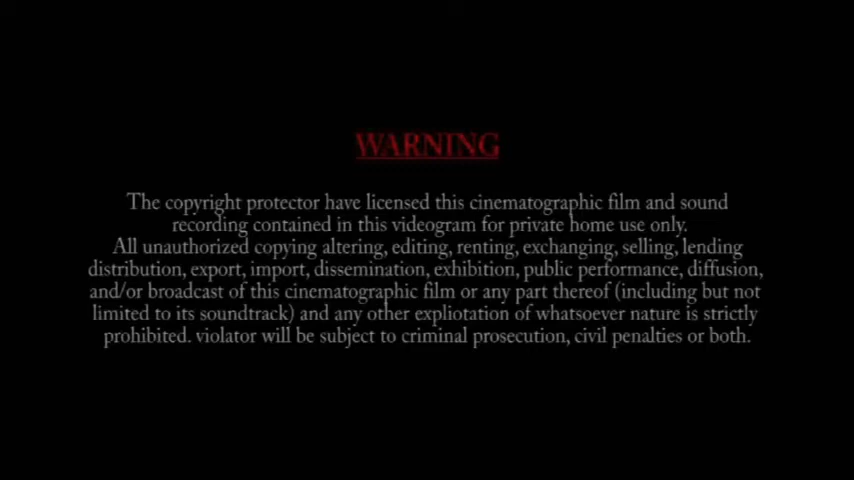 WARNING
The copyright protector have licensed this cinematographic film and sound
recording contained in this videogram for private home use only.
All unauthorized copying altering, editing, renting, exchanging, selling, lending
distribution, export, import, dissemination, exhibition, public performance, diffusion,
and/or broadcast of this cinematographic film or any part thereof (including but not
limited to its soundtrack) and any other expliotation of whatsoever nature is strictly
prohibited. violator will be subject to criminal prosecution, civil penalties or both.